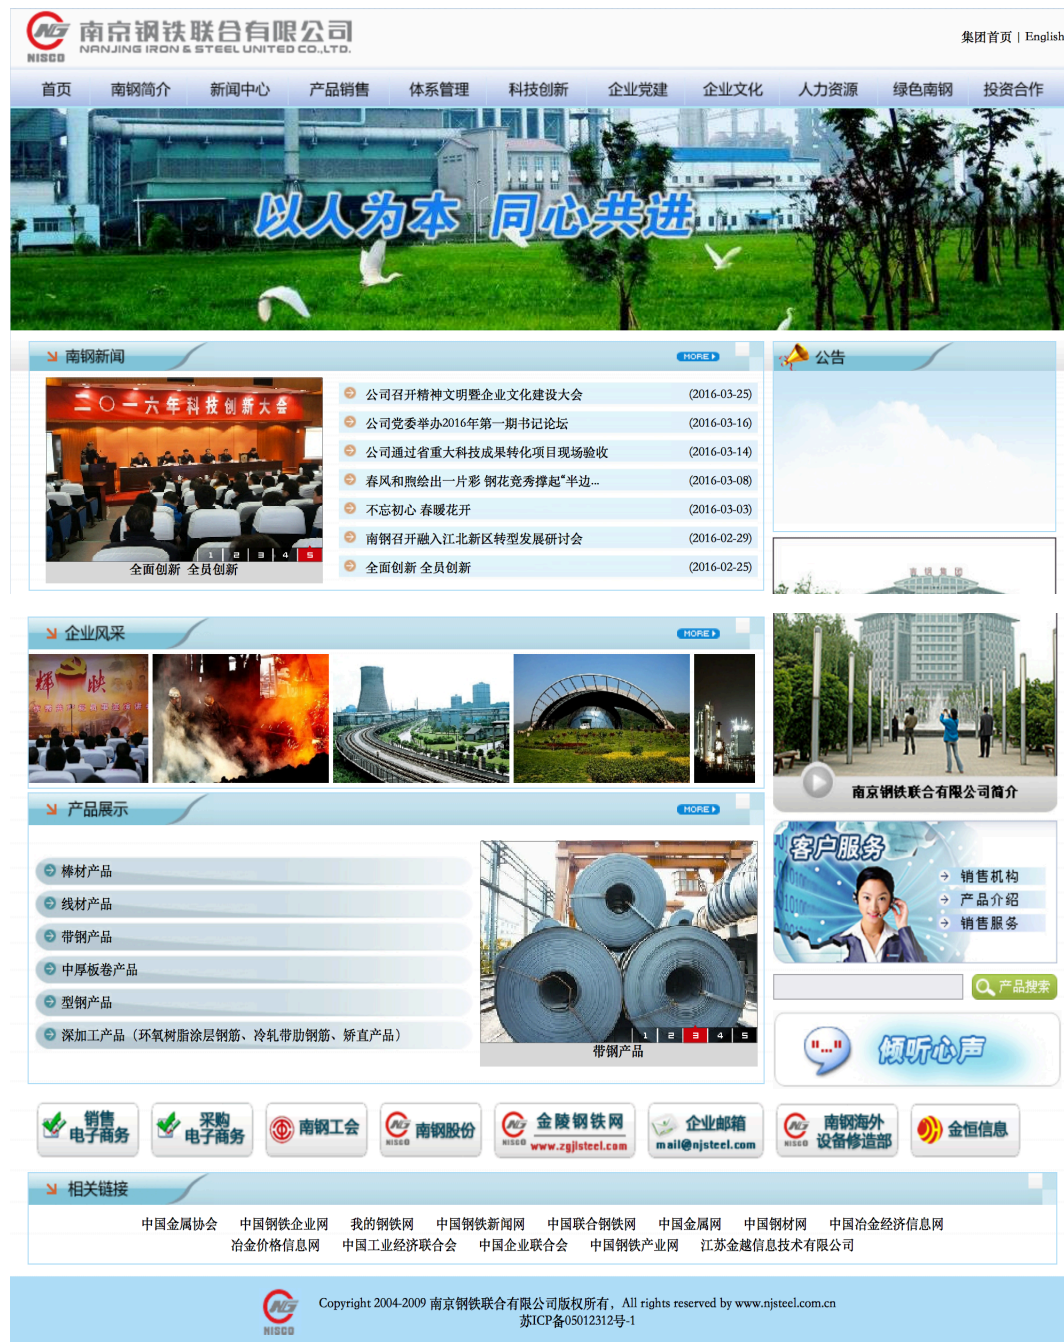 南京钢铁联合有限公司
NANJING IRON & STEEL UNITED CO.,LTD.
NISCO
集团首页 | English
首页 南钢简介 新闻中心 产品销售 体系管理 科技创新 企业党建 企业文化 人力资源 绿色南钢 投资合作
以人为本 同心共进
南钢新闻 MORE
公告
二〇一六年科技创新大会
1 2 3 4 5
全面创新 全员创新
公司召开精神文明暨企业文化建设大会 (2016-03-25)
公司党委举办2016年第一期书记论坛 (2016-03-16)
公司通过省重大科技成果转化项目现场验收 (2016-03-14)
春风和煦绘出一片彩 钢花竞秀撑起“半边... (2016-03-08)
不忘初心 春暖花开 (2016-03-03)
南钢召开融入江北新区转型发展研讨会 (2016-02-29)
全面创新 全员创新 (2016-02-25)
南钢集团
企业风采 MORE
辉映
南京钢铁联合有限公司简介
产品展示 MORE
棒材产品
线材产品
带钢产品
中厚板卷产品
型钢产品
深加工产品（环氧树脂涂层钢筋、冷轧带肋钢筋、矫直产品）
1 2 3 4 5
带钢产品
客户服务
销售机构
产品介绍
销售服务
产品搜索
"..." 倾听心声
销售电子商务
采购电子商务
南钢工会
NISCO 南钢股份
NISCO 金陵钢铁网
www.zgjlsteel.com
企业邮箱
mail@njsteel.com
NISCO 南钢海外设备修造部
金恒信息
相关链接
中国金属协会 中国钢铁企业网 我的钢铁网 中国钢铁新闻网 中国联合钢铁网 中国金属网 中国钢材网 中国冶金经济信息网
冶金价格信息网 中国工业经济联合会 中国企业联合会 中国钢铁产业网 江苏金越信息技术有限公司
NISCO
Copyright 2004-2009 南京钢铁联合有限公司版权所有，All rights reserved by www.njsteel.com.cn
苏ICP备05012312号-1